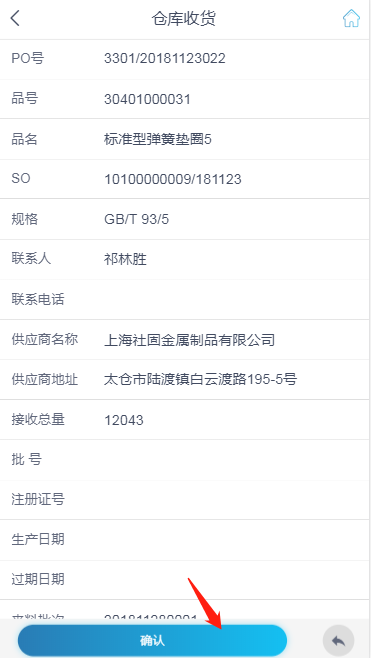 仓库收货
PO号 3301/20181123022
品号 30401000031
品名 标准型弹簧垫圈5
SO 10100000009/181123
规格 GB/T 93/5
联系人 祁林胜
联系电话
供应商名称 上海社固金属制品有限公司
供应商地址 太仓市陆渡镇白云渡路195-5号
接收总量 12043
批 号
注册证号
生产日期
过期日期
确认